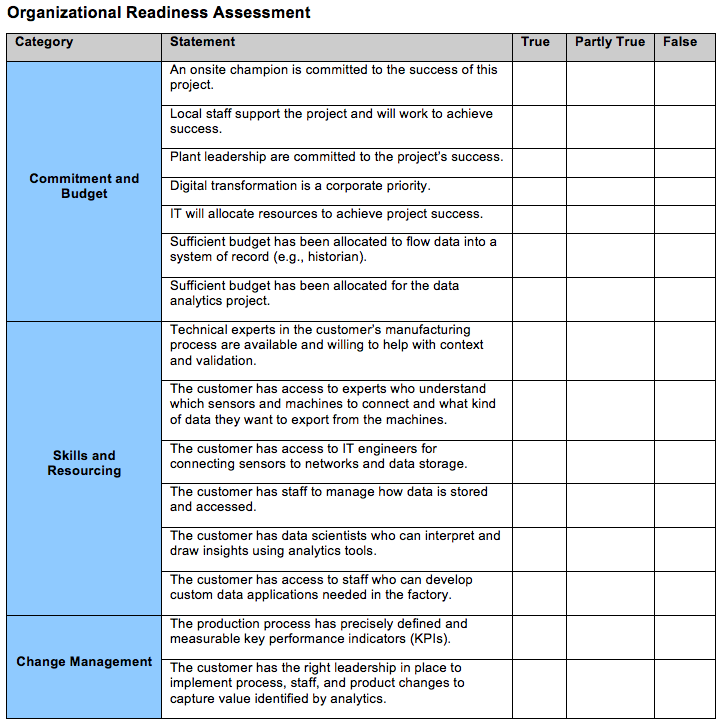 Organizational Readiness Assessment
Category Statement True Partly True False
Commitment and
Budget
An onsite champion is committed to the success of this
project.
Local staff support the project and will work to achieve
success.
Plant leadership are committed to the project's success.
Digital transformation is a corporate priority.
IT will allocate resources to achieve project success.
Sufficient budget has been allocated to flow data into a
system of record (e.g., historian).
Sufficient budget has been allocated for the data
analytics project.
Skills and
Resourcing
Technical experts in the customer's manufacturing
process are available and willing to help with context
and validation.
The customer has access to experts who understand
which sensors and machines to connect and what kind
of data they want to export from the machines.
The customer has access to IT engineers for
connecting sensors to networks and data storage.
The customer has staff to manage how data is stored
and accessed.
The customer has data scientists who can interpret and
draw insights using analytics tools.
The customer has access to staff who can develop
custom data applications needed in the factory.
Change Management
The production process has precisely defined and
measurable key performance indicators (KPIs).
The customer has the right leadership in place to
implement process, staff, and product changes to
capture value identified by analytics.